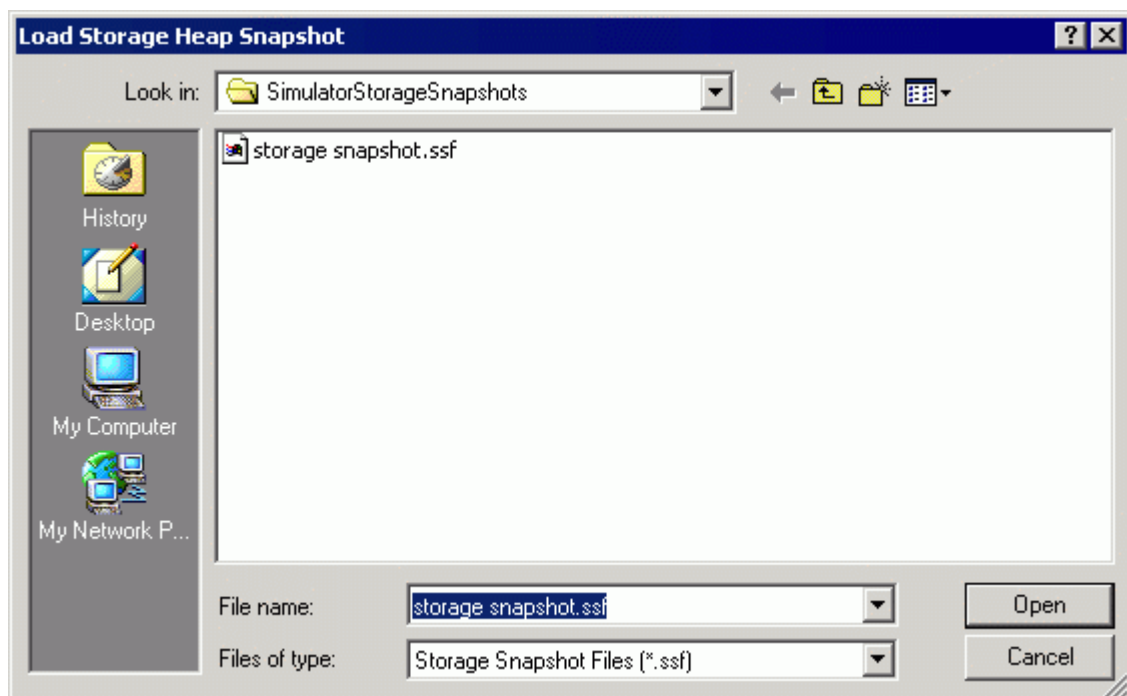 Load Storage Heap Snapshot
Look in: SimulatorStorageSnapshots
storage snapshot.ssf
History
Desktop
My Computer
My Network P...
File name: storage snapshot.ssf Open
Files of type: Storage Snapshot Files (*.ssf) Cancel